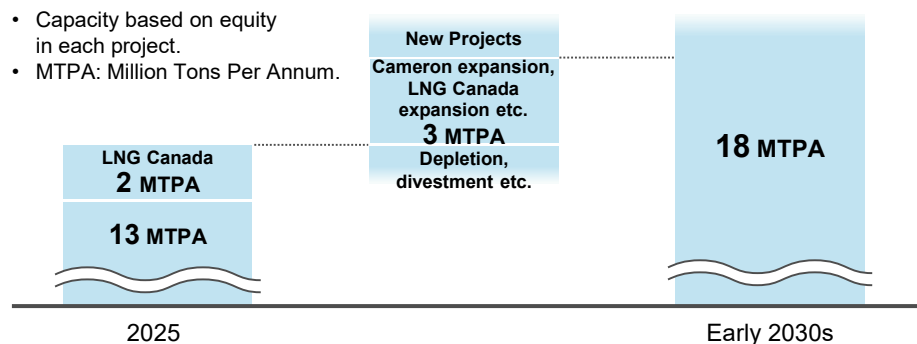 • Capacity based on equity
in each project.
• MTPA: Million Tons Per Annum.
New Projects
Cameron expansion,
LNG Canada
expansion etc.
3 MTPA
Depletion,
divestment etc.
LNG Canada
2 MTPA
13 MTPA
18 MTPA
2025
Early 2030s